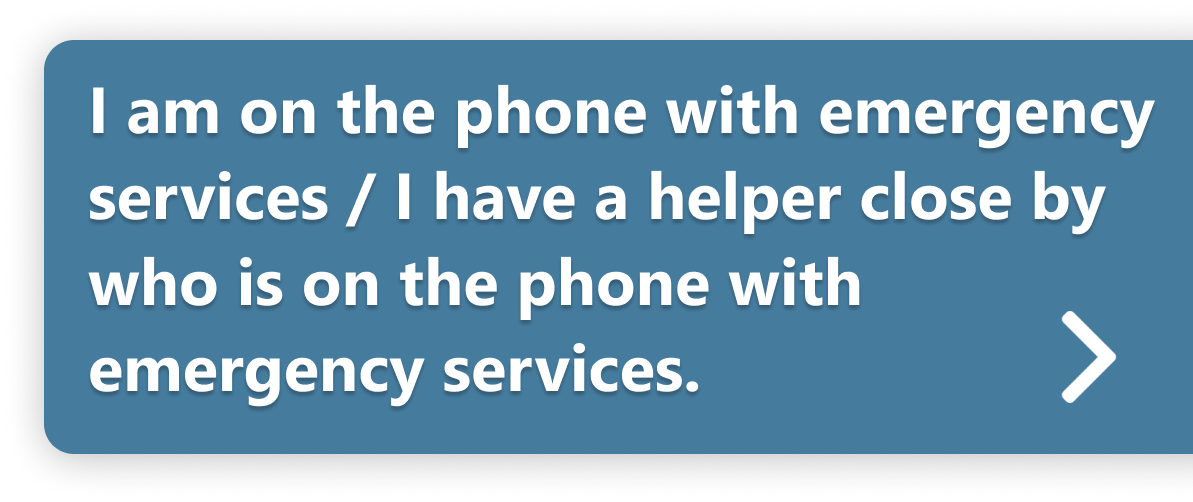 I am on the phone with emergency
services / I have a helper close by
who is on the phone with
emergency services.